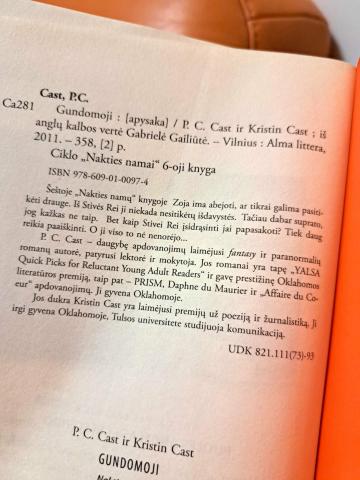 Cast, P.C.
Ca281 Gundomoji : [apysaka] / P. C. Cast ir Kristin Cast ; iš
anglų kalbos vertė Gabrielė Gailiūtė. – Vilnius : Alma littera,
2011. – 358, [2] p.
Ciklo „Nakties namai“ 6-oji knyga
ISBN 978-609-01-0097-4
Šeštoje „Nakties namų“ knygoje Zoja ima abejoti, ar tikrai galima pasiti-
kėti drauge. Iš Stivės Rei ji niekada nesitikėtų išdavystės. Tačiau dabar suprato,
jog kažkas ne taip. Bet kaip Stivei Rei įsidrąsinti jai papasakoti? Tiek daug
reikia paaiškinti. O ji viso to nenorėjo...
P. C. Cast – daugybę apdovanojimų laimėjusi fantasy ir paranormalių
romanų autorė, patyrusi lektorė ir mokytoja. Jos romanai yra tapę „YALSA
Quick Picks for Reluctant Young Adult Readers“ ir gavę prestižinę Oklahomos
literatūros premiją, taip pat – PRISM, Daphne du Maurier ir „Affaire du Co-
eur“ apdovanojimų. Ji gyvena Oklahomoje.
Jos dukra Kristin Cast yra laimėjusi premijų už poeziją ir žurnalistiką. Ji
irgi gyvena Oklahomoje, Tulsos universitete studijuoja komunikaciją.
UDK 821.111(73)-93
P. C. Cast ir Kristin Cast
GUNDOMOJI